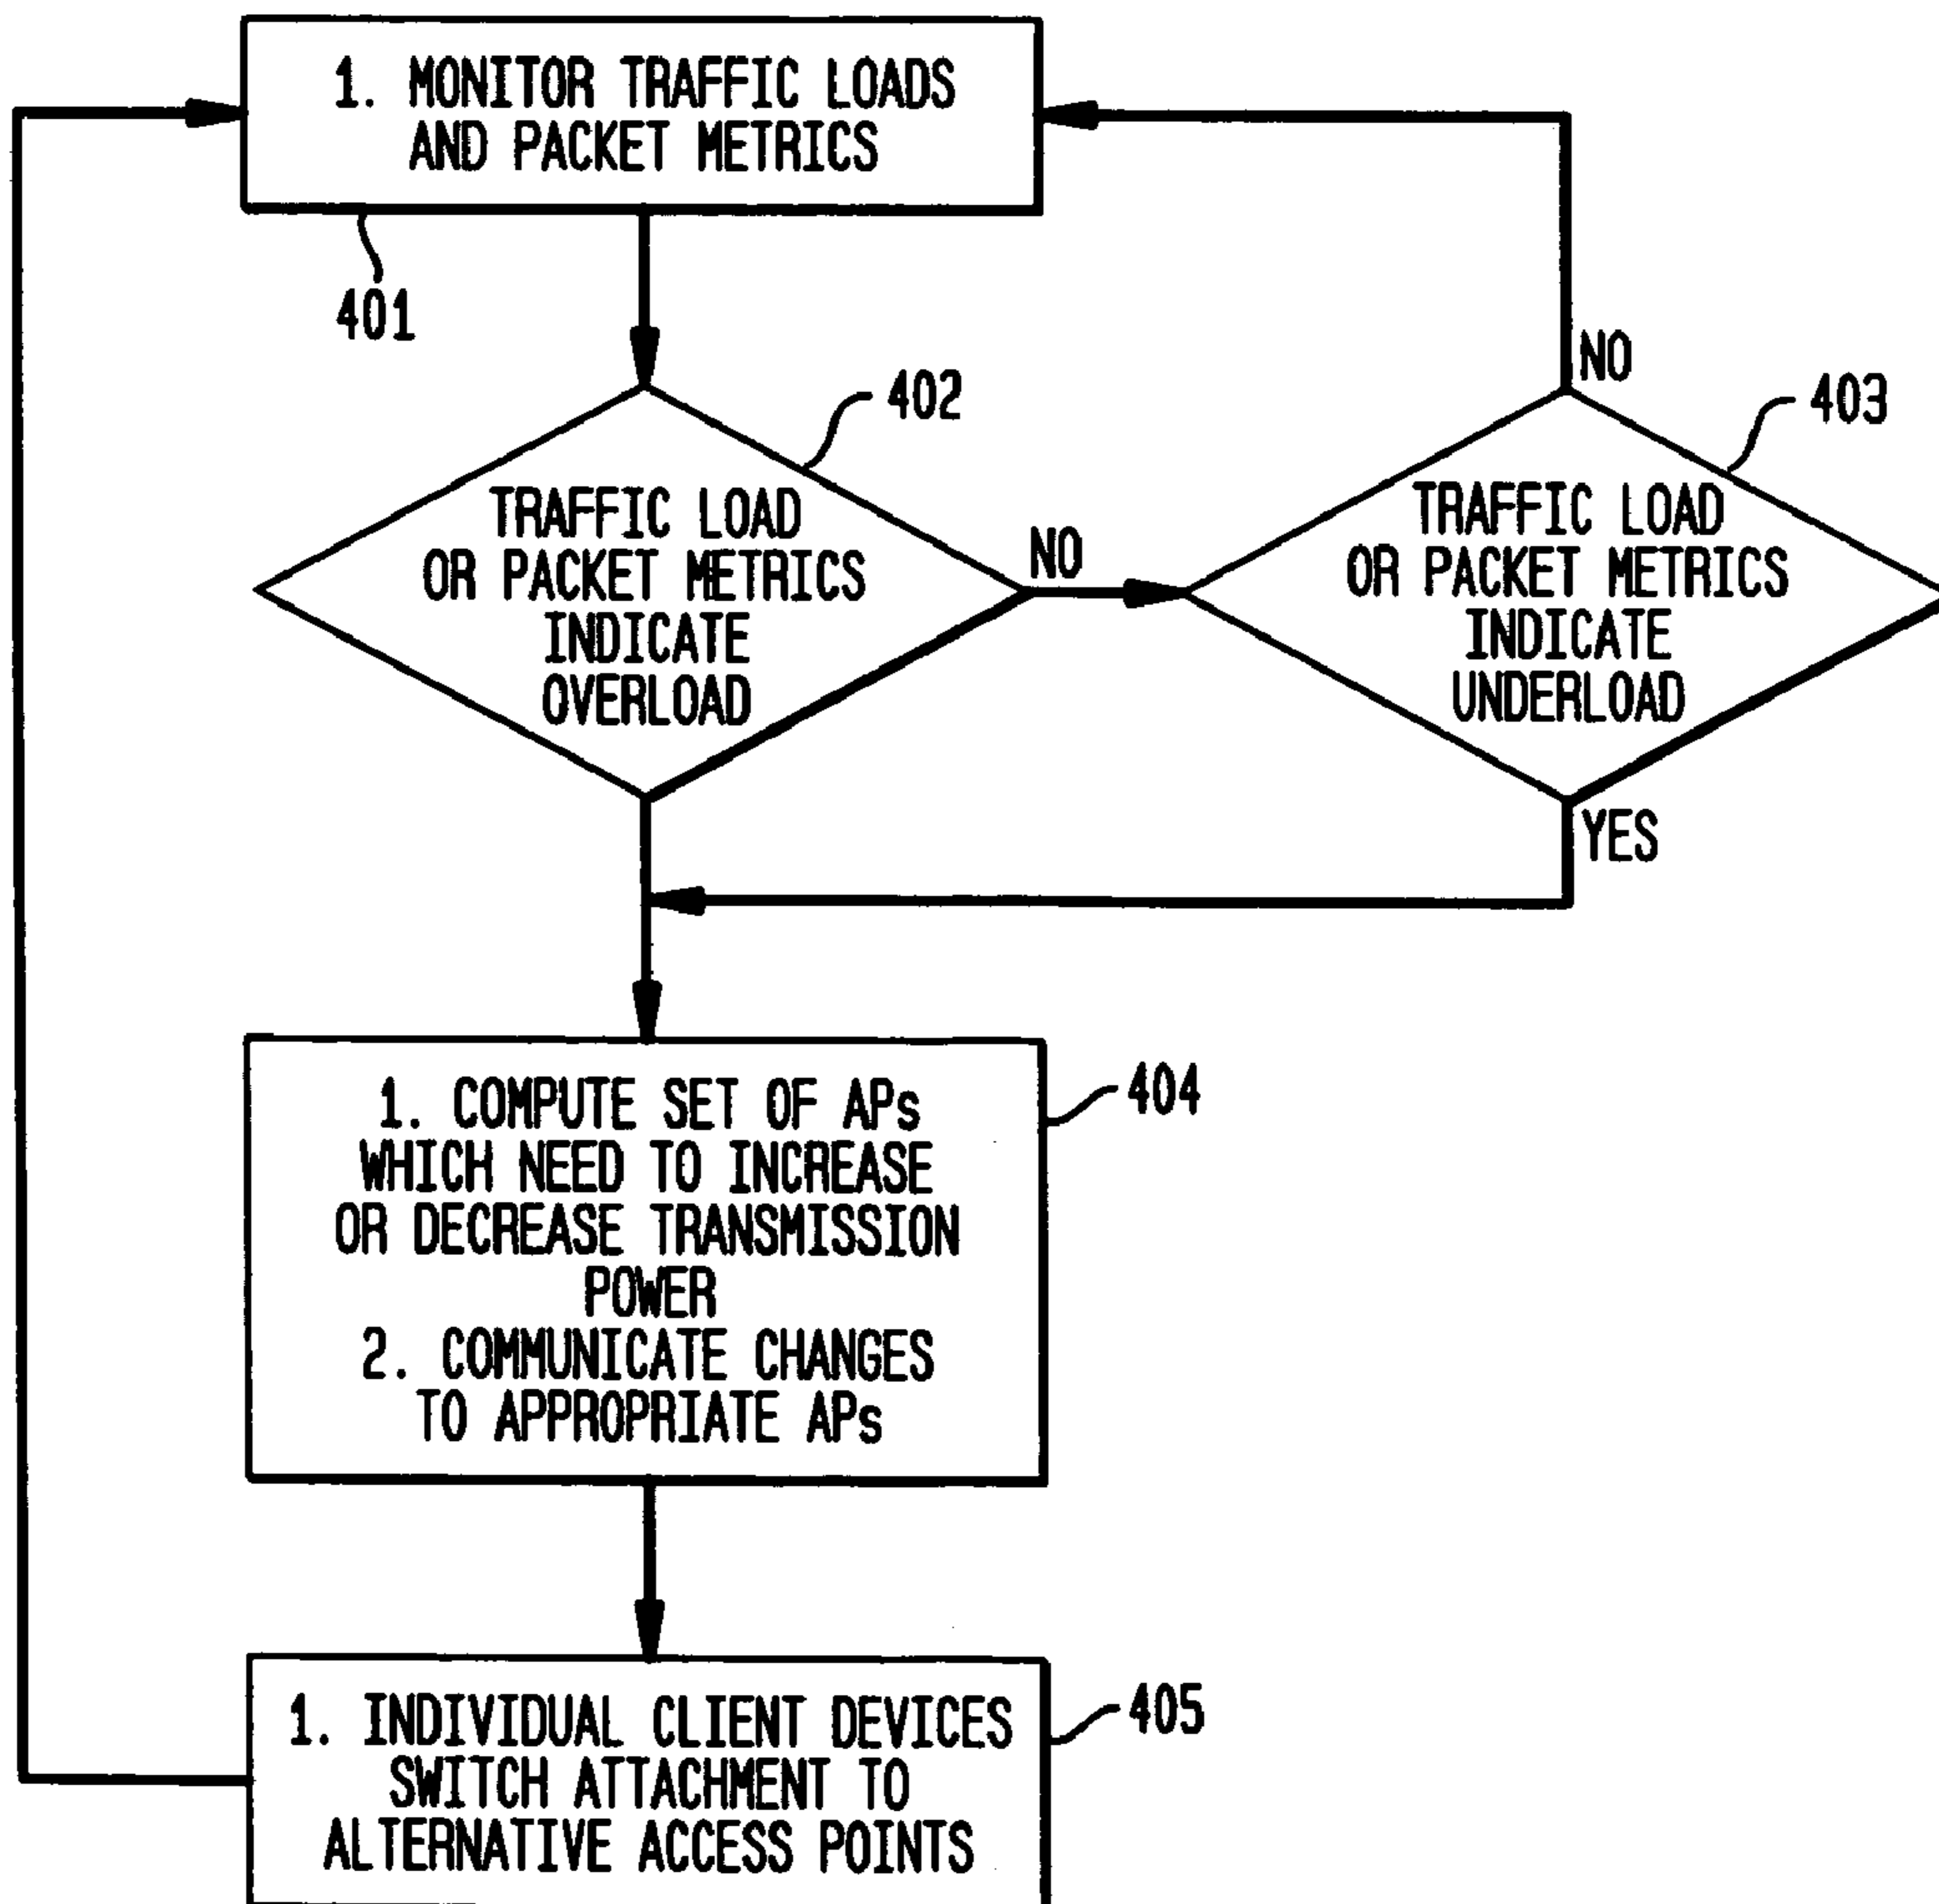 1. MONITOR TRAFFIC LOADS
AND PACKET METRICS
401
402
TRAFFIC LOAD
OR PACKET METRICS
INDICATE
OVERLOAD
NO
403
NO
TRAFFIC LOAD
OR PACKET METRICS
INDICATE
UNDERLOAD
YES
1. COMPUTE SET OF APs
WHICH NEED TO INCREASE
OR DECREASE TRANSMISSION
POWER
2. COMMUNICATE CHANGES
TO APPROPRIATE APs
404
1. INDIVIDUAL CLIENT DEVICES
SWITCH ATTACHMENT TO
ALTERNATIVE ACCESS POINTS
405